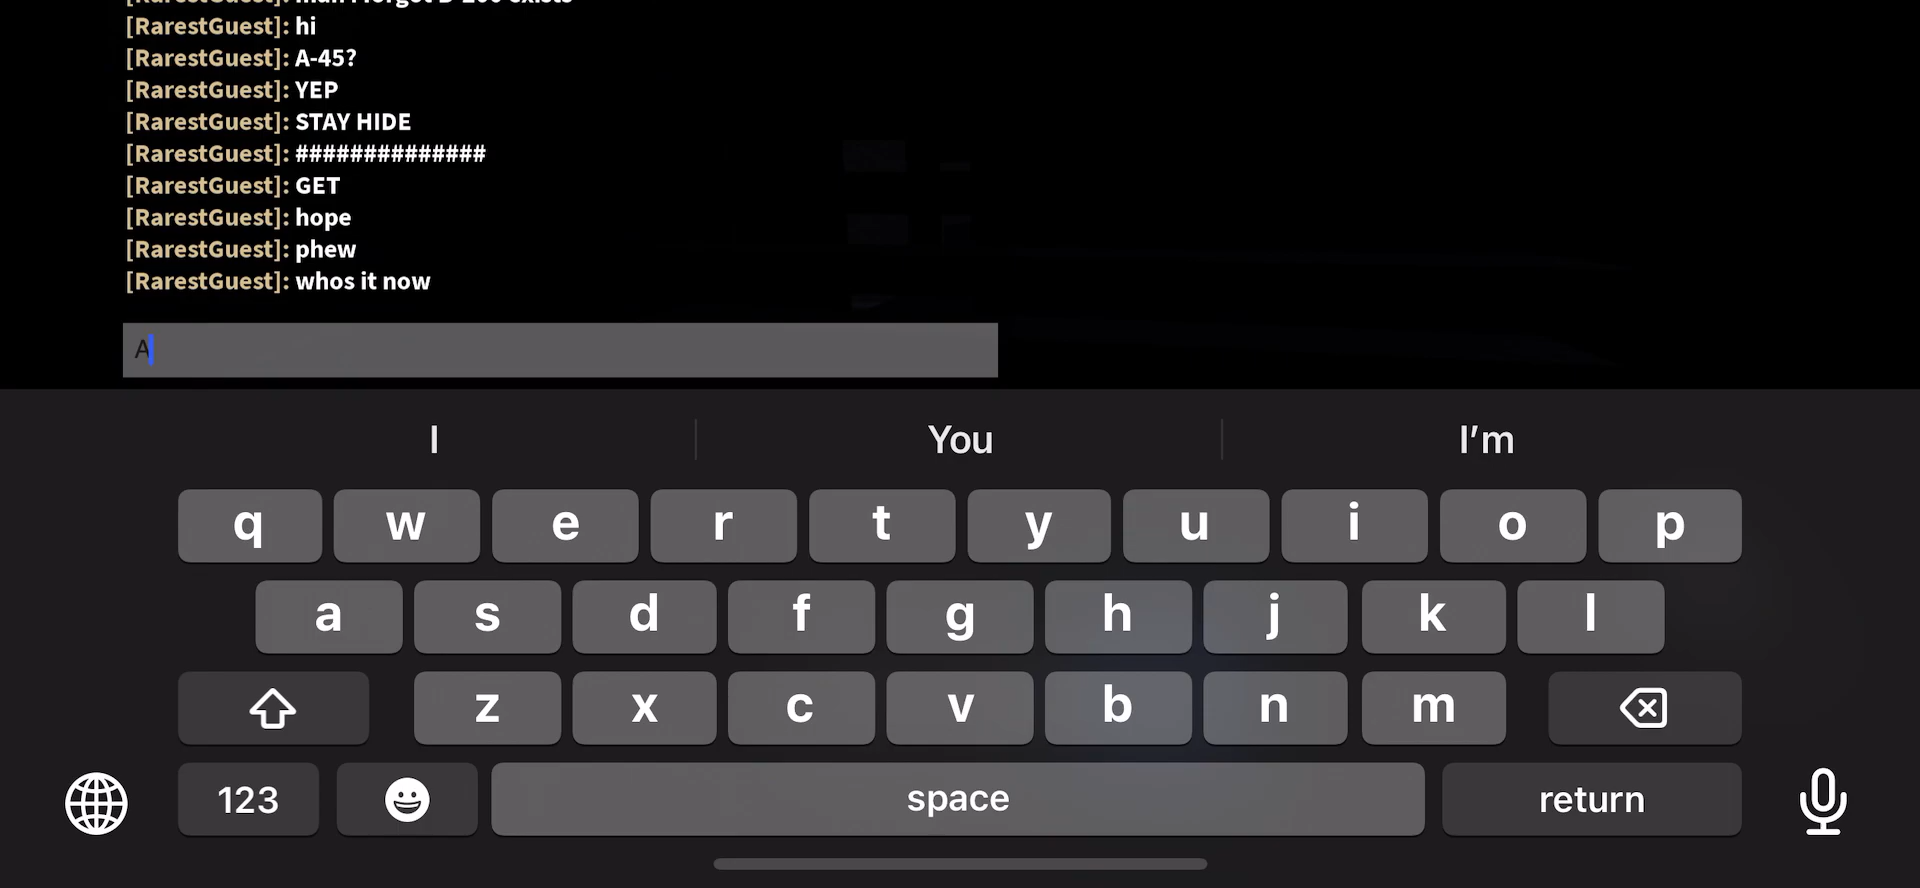 [RarestGuest]: hi
[RarestGuest]: A-45?
[RarestGuest]: YEP
[RarestGuest]: STAY HIDE
[RarestGuest]: ##############
[RarestGuest]: GET
[RarestGuest]: hope
[RarestGuest]: phew
[RarestGuest]: whos it now
A
I You I'm
q w e r t y u i o p
a s d f g h j k l
z x c v b n m
123 space return